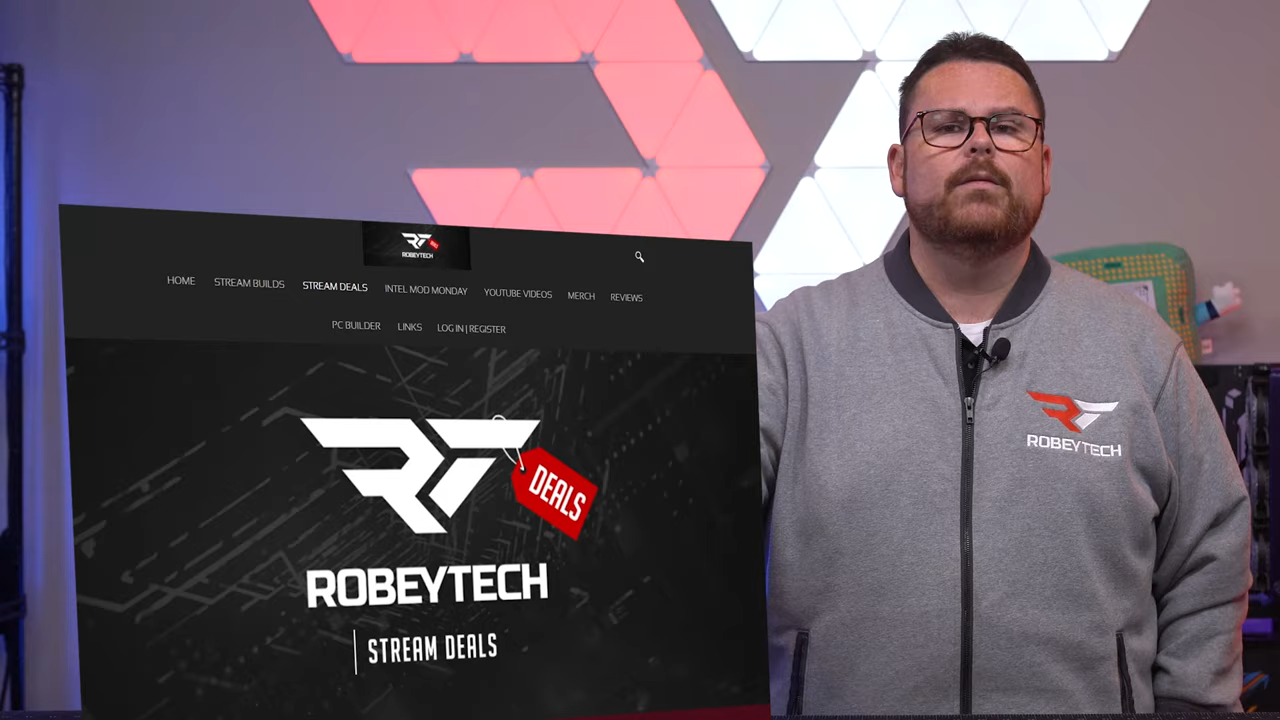 ROBEYTECH
HOME STREAM BUILDS STREAM DEALS INTEL MOD MONDAY YOUTUBE VIDEOS MERCH REVIEWS
PC BUILDER LINKS LOG IN | REGISTER
DEALS
ROBEYTECH
STREAM DEALS
ROBEYTECH